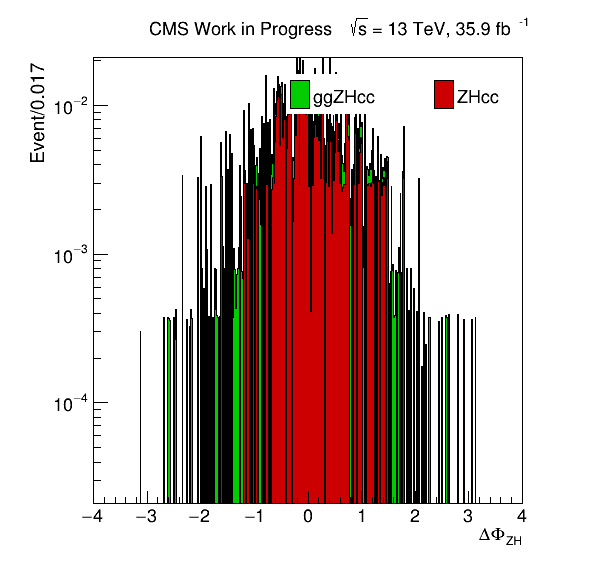 CMS Work in Progress √s = 13 TeV, 35.9 fb⁻¹
Event/0.017
ggZHcc ZHcc
10⁻²
10⁻³
10⁻⁴
−4 −3 −2 −1 0 1 2 3 4
ΔΦ_ZH